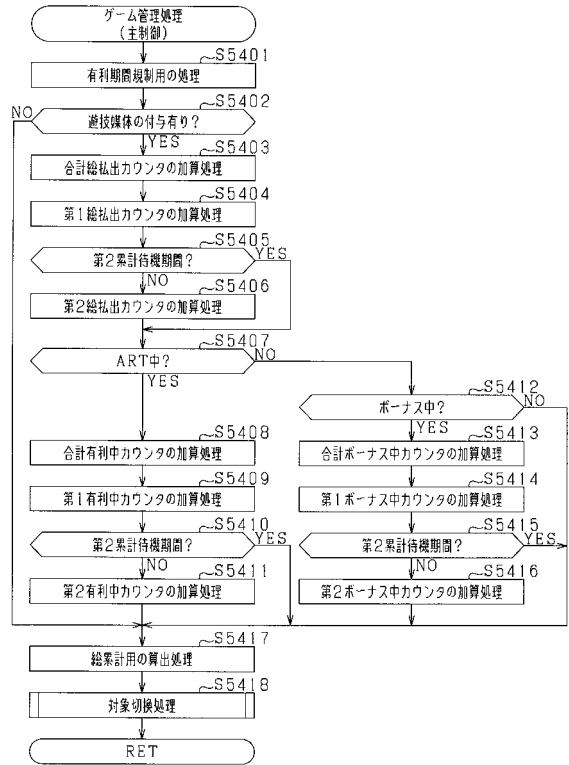 ゲーム管理処理
(主制御)
S5401
有利期間規制用の処理
S5402
NO
遊技媒体の付与有り?
YES
S5403
合計総払出カウンタの加算処理
S5404
第1総払出カウンタの加算処理
S5405
第2累計待機期間?
YES
NO
S5406
第2総払出カウンタの加算処理
S5407
ART中?
NO
YES
S5412
ボーナス中?
NO
YES
S5408
合計有利中カウンタの加算処理
S5413
合計ボーナス中カウンタの加算処理
S5409
第1有利中カウンタの加算処理
S5414
第1ボーナス中カウンタの加算処理
S5410
第2累計待機期間?
YES
NO
S5415
第2累計待機期間?
YES
NO
S5411
第2有利中カウンタの加算処理
S5416
第2ボーナス中カウンタの加算処理
S5417
総累計用の算出処理
S5418
対象切換処理
RET